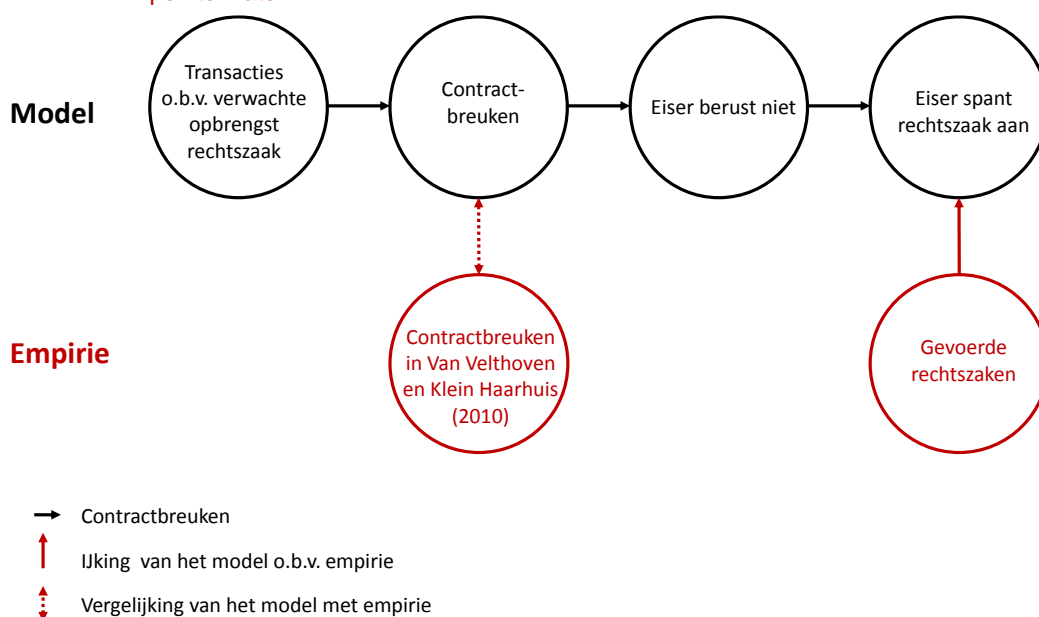 Transacties
o.b.v. verwachte
opbrengst
rechtszaak
Contract-
breuken
Eiser berust niet
Eiser spant
rechtszaak aan
Model
Empirie
Contractbreuken
in Van Velthoven
en Klein Haarhuis
(2010)
Gevoerde
rechtszaken
Contractbreuken
IJking van het model o.b.v. empirie
Vergelijking van het model met empirie